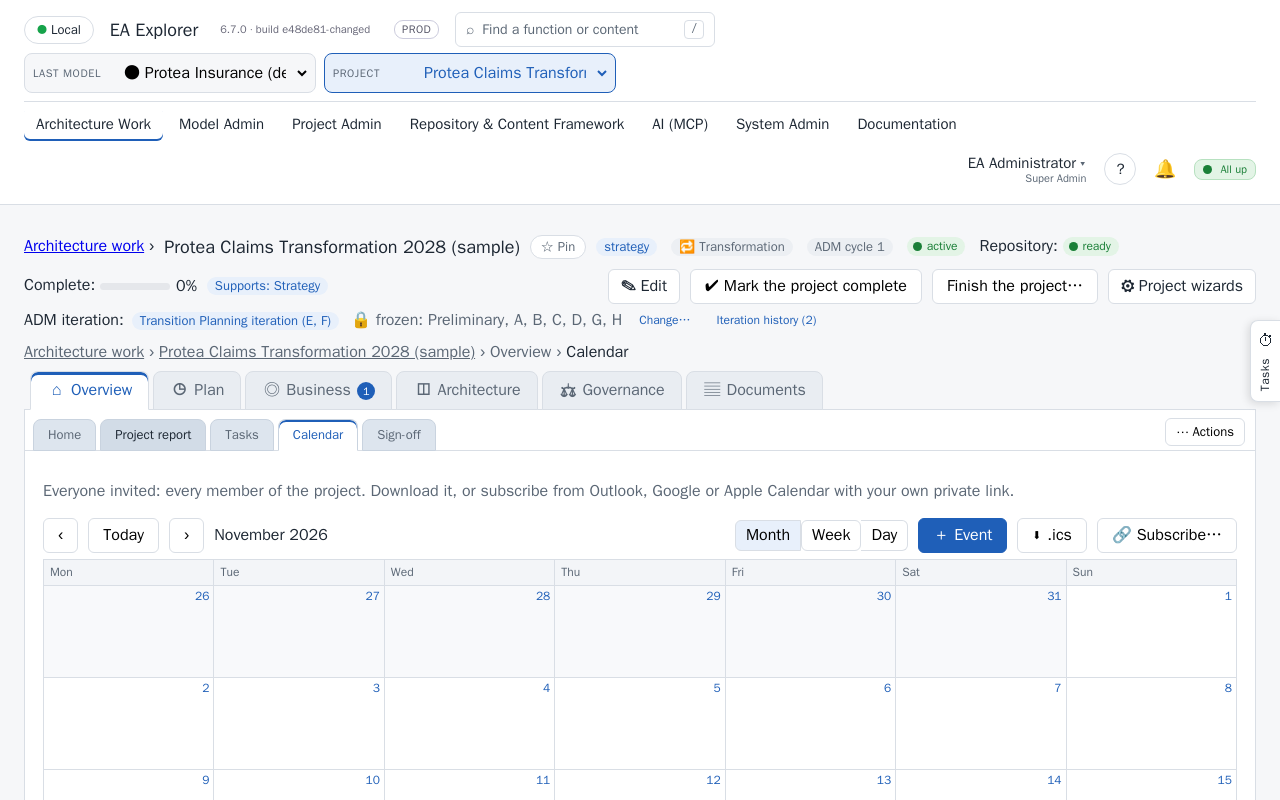 Local EA Explorer 6.7.0 · build e48de81-changed PROD Find a function or content /
LAST MODEL Protea Insurance (de PROJECT Protea Claims Transfor
Architecture Work Model Admin Project Admin Repository & Content Framework AI (MCP) System Admin Documentation
EA Administrator ▾ ? All up
Super Admin
Architecture work › Protea Claims Transformation 2028 (sample) ☆ Pin strategy Transformation ADM cycle 1 active Repository: ready
Complete: 0% Supports: Strategy ✎ Edit ✔ Mark the project complete Finish the project⋯ ⚙ Project wizards
ADM iteration: Transition Planning iteration (E, F) frozen: Preliminary, A, B, C, D, G, H Change⋯ Iteration history (2)
Architecture work › Protea Claims Transformation 2028 (sample) › Overview › Calendar
Tasks
Overview Plan Business 1 Architecture Governance Documents
Home Project report Tasks Calendar Sign-off ⋯ Actions
Everyone invited: every member of the project. Download it, or subscribe from Outlook, Google or Apple Calendar with your own private link.
‹ Today › November 2026 Month Week Day + Event ⬇ .ics Subscribe⋯
Mon Tue Wed Thu Fri Sat Sun
26 27 28 29 30 31 1
2 3 4 5 6 7 8
9 10 11 12 13 14 15